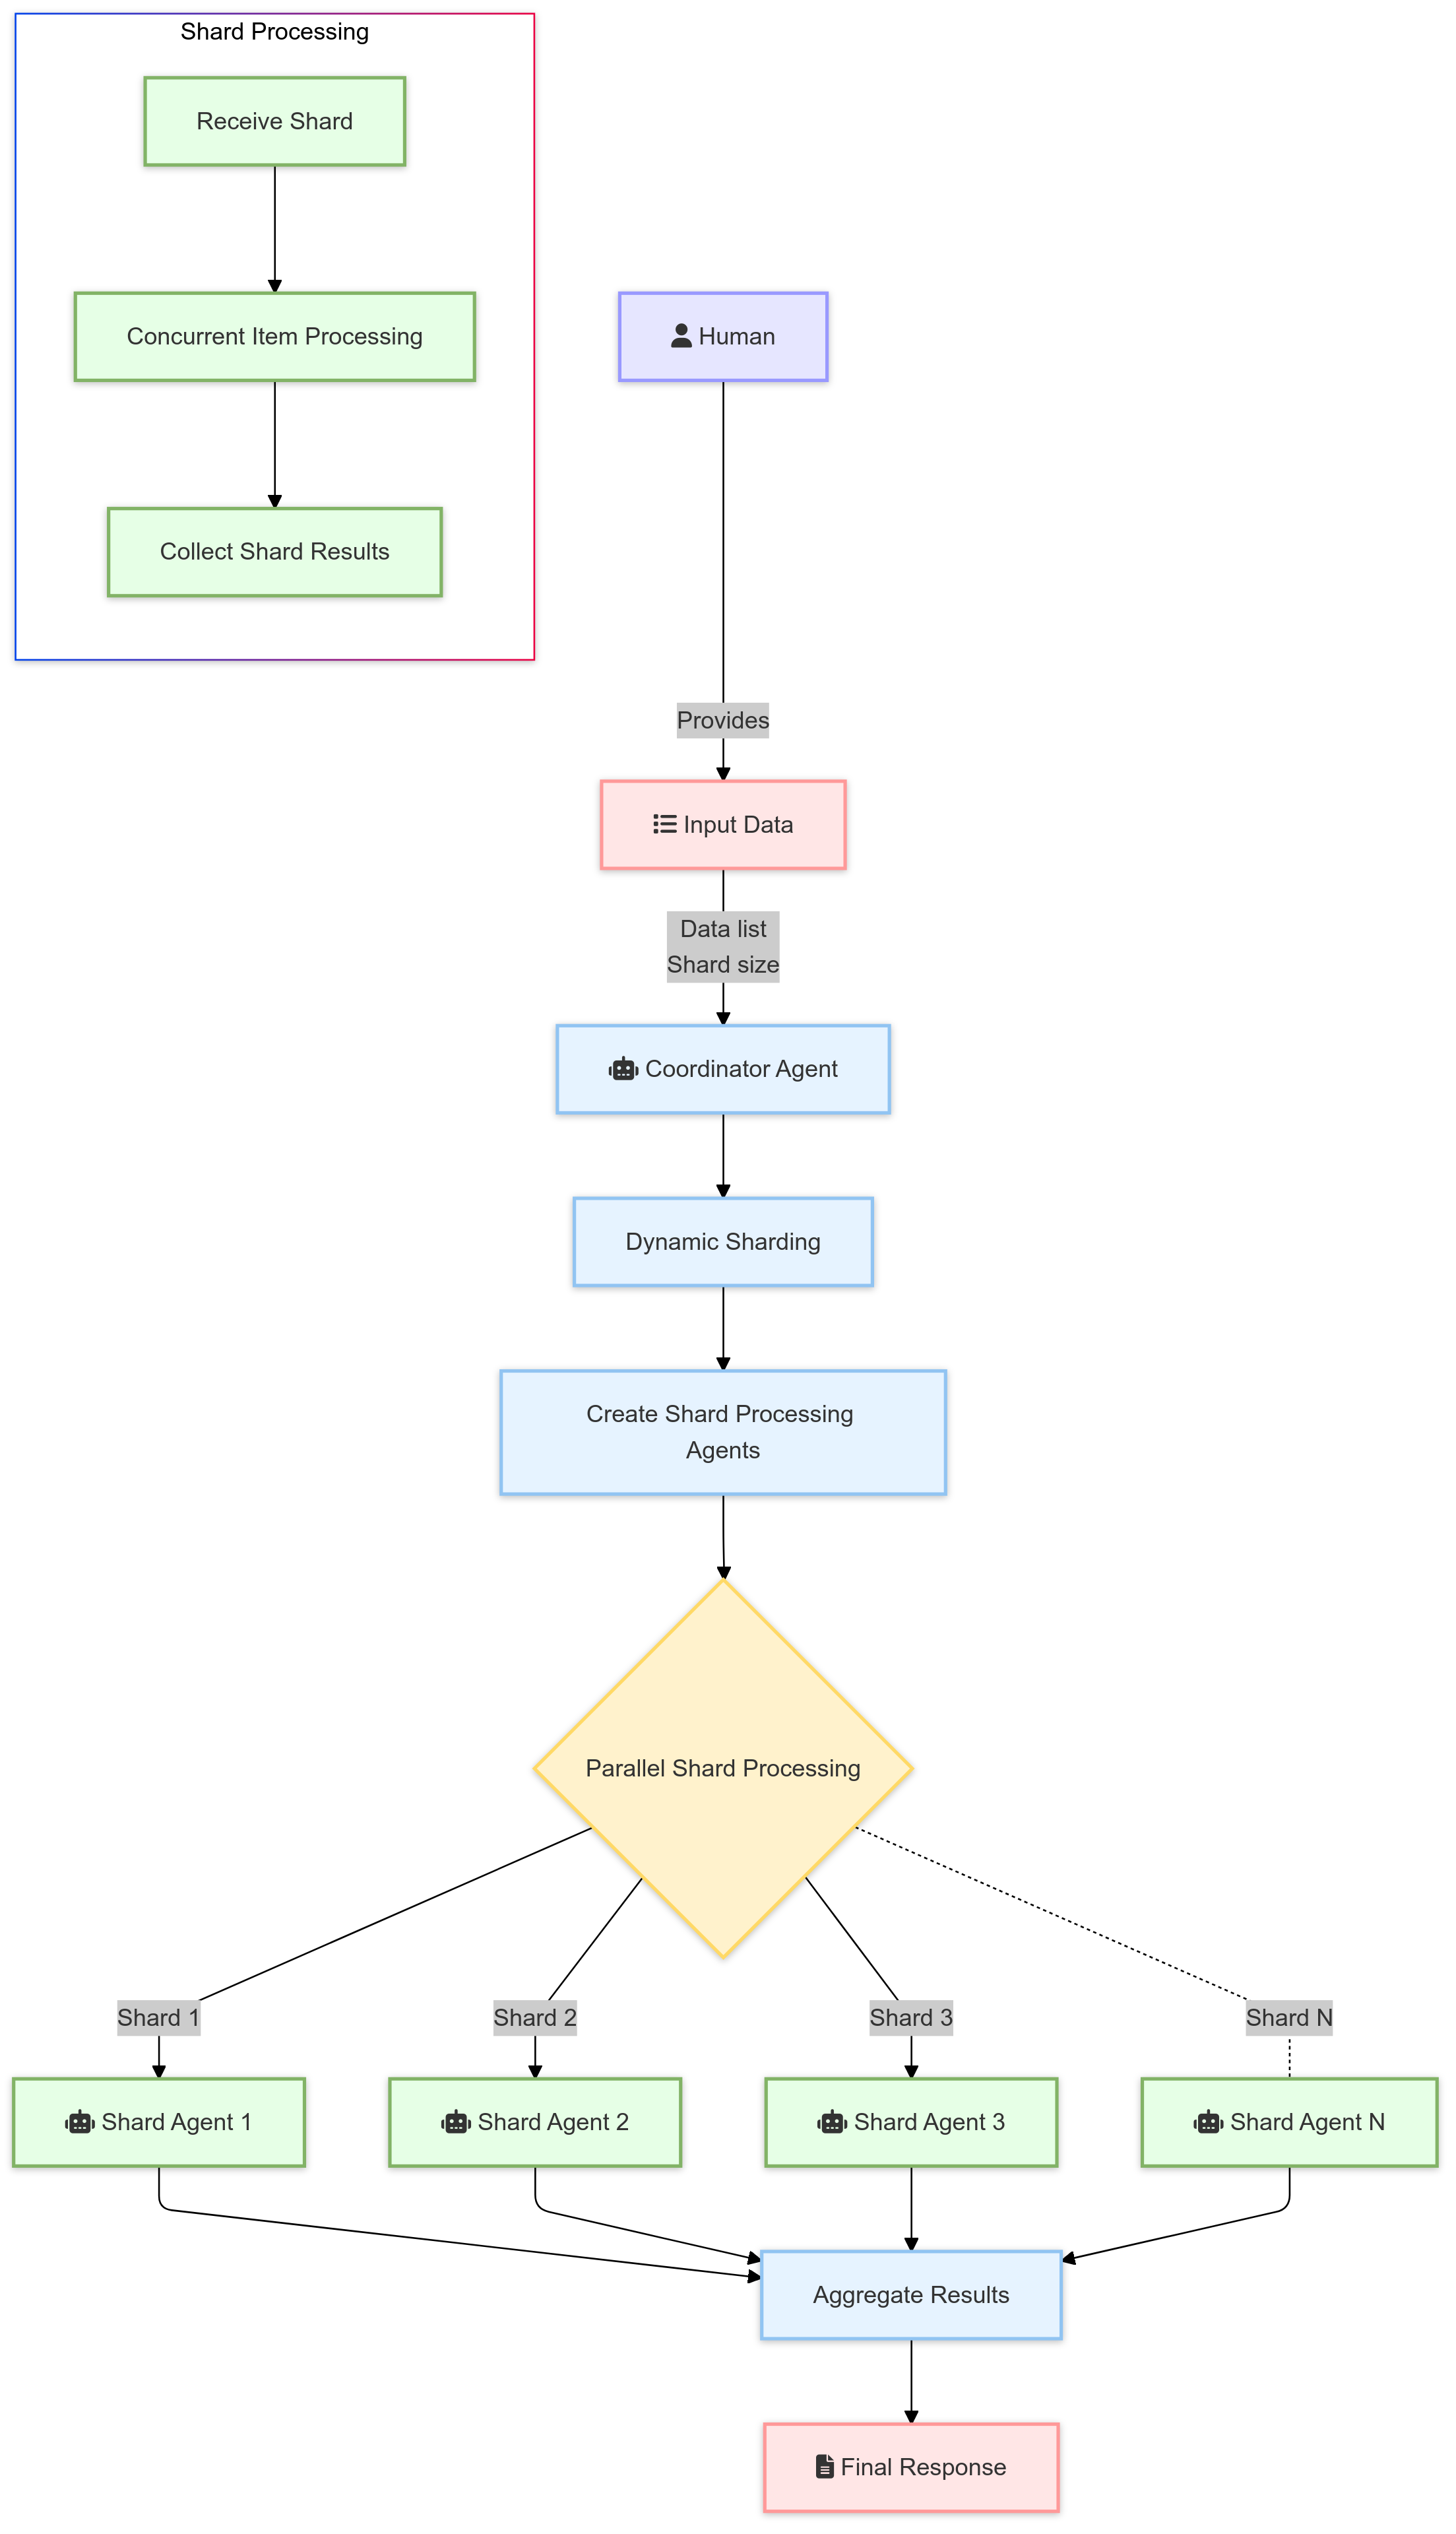 Shard Processing
Receive Shard
Concurrent Item Processing
Collect Shard Results
Human
Provides
Input Data
Data list
Shard size
Coordinator Agent
Dynamic Sharding
Create Shard Processing
Agents
Parallel Shard Processing
Shard 1
Shard 2
Shard 3
Shard N
Shard Agent 1
Shard Agent 2
Shard Agent 3
Shard Agent N
Aggregate Results
Final Response